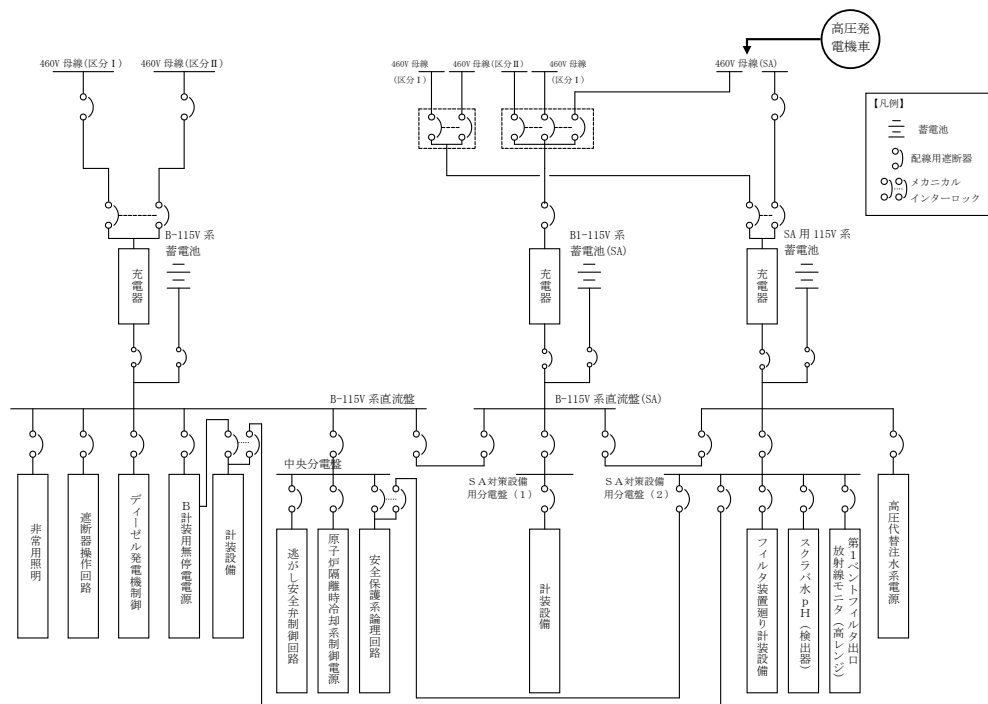 高圧発
電機車
460V 母線(区分Ⅰ)
460V 母線(区分Ⅱ)
460V 母線
(区分Ⅰ)
460V 母線(区分Ⅱ)
460V 母線
(区分Ⅰ)
460V 母線(SA)
【凡例】
蓄電池
配線用遮断器
メカニカル
インターロック
B-115V 系
蓄電池
B1-115V 系
蓄電池(SA)
SA 用 115V 系
蓄電池
充電器
充電器
充電器
B-115V 系直流盤
B-115V 系直流盤(SA)
中央分電盤
SA対策設備
用分電盤（1）
SA対策設備
用分電盤（2）
非常用照明
遮断器操作回路
ディーゼル発電機制御
B計装用無停電電源
計装設備
逃がし安全弁制御回路
原子炉隔離時冷却系制御電源
安全保護系論理回路
計装設備
フィルタ装置廻り計装設備
スクラバ水pH（検出器）
第1ベントフィルタ出口
放射線モニタ（高レンジ）
高圧代替注水系電源